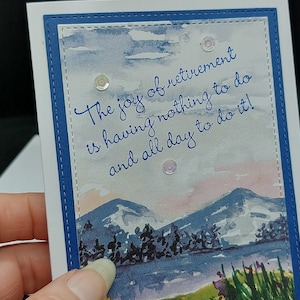 The joy of retirement
is having nothing to do
and all day to do it!